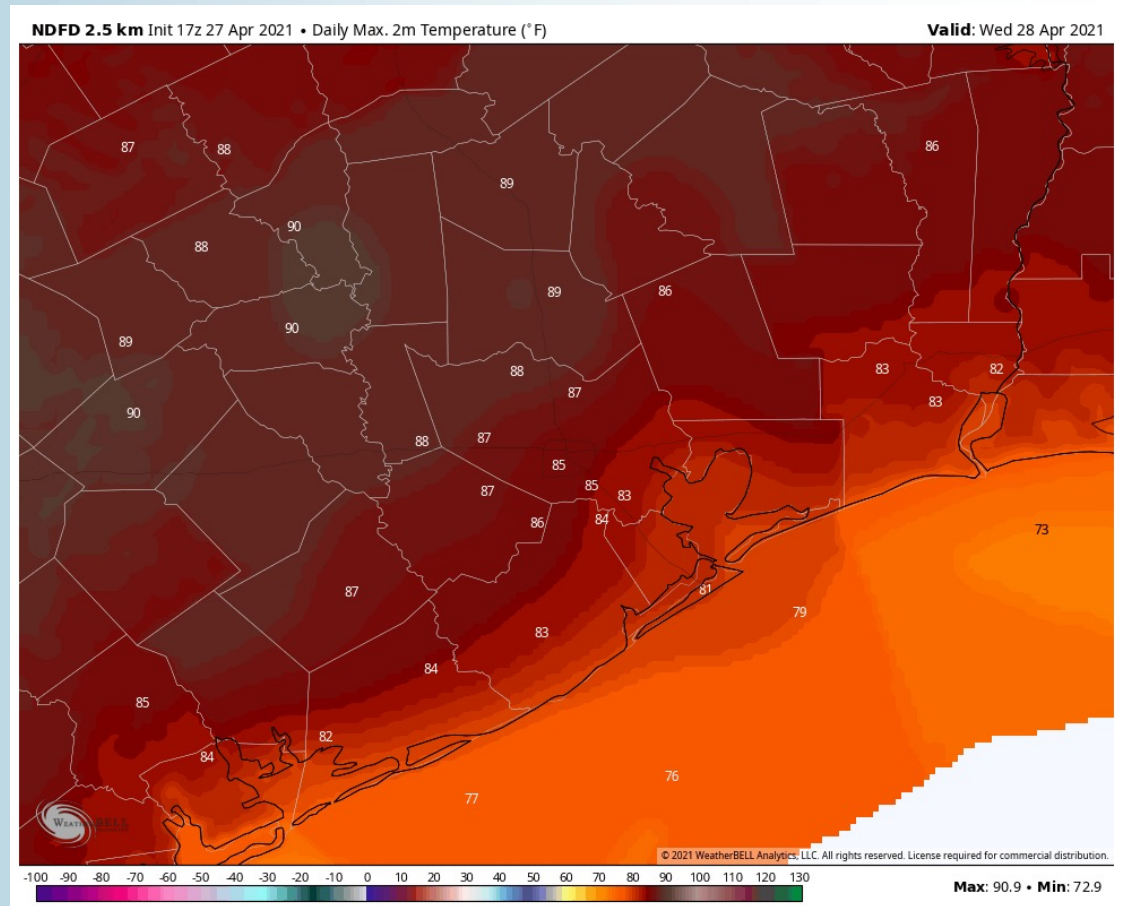 NDFD 2.5 km Init 17z 27 Apr 2021 • Daily Max. 2m Temperature (°F) Valid: Wed 28 Apr 2021
87 88 86
89
90
88
89 86
90
89
88 83 82
87 83
90
88 87
85
87 85 83
86 84 73
87 81
79
83
84
85
82
84
76
77
WEATHERBELL
© 2021 WeatherBELL Analytics, LLC. All rights reserved. License required for commercial distribution.
-100 -90 -80 -70 -60 -50 -40 -30 -20 -10 0 10 20 30 40 50 60 70 80 90 100 110 120 130
Max: 90.9 • Min: 72.9